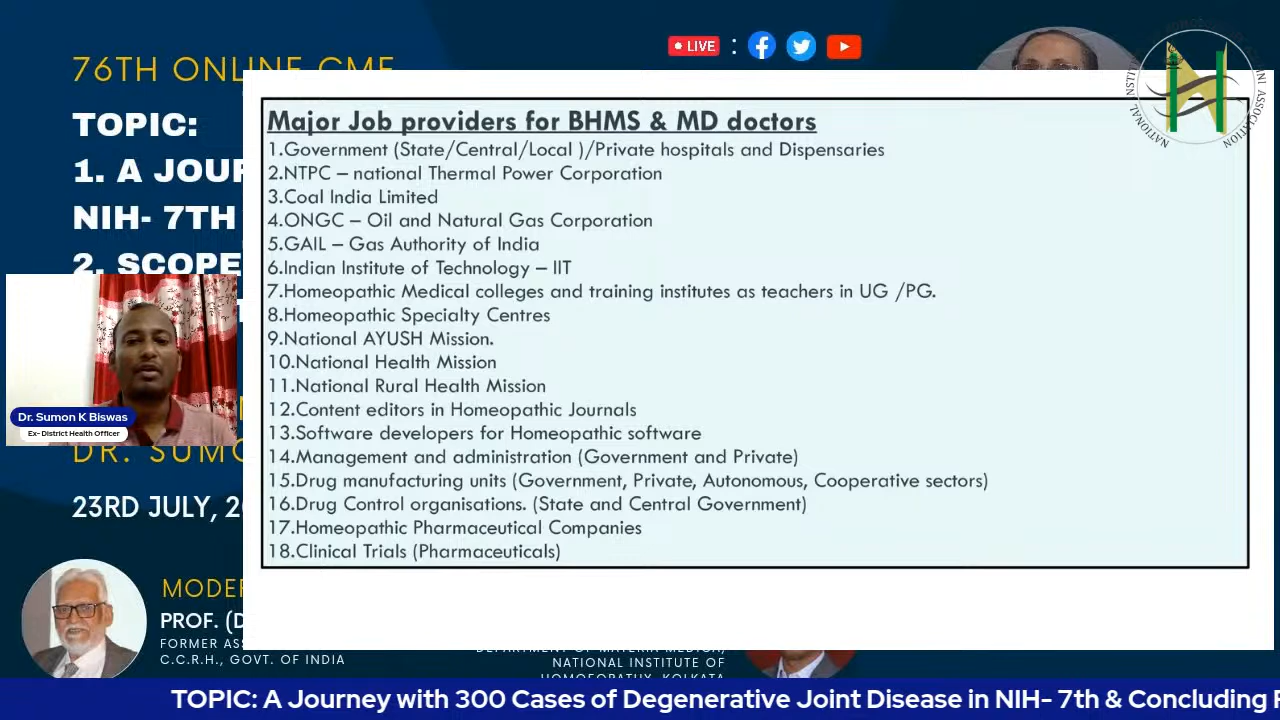 76TH ONLINE CME
LIVE :
TOPIC:
1. A JOUR
NIH- 7TH
2. SCOPE
Dr. Sumon K Biswas
Ex- District Health Officer
DR. SUMO
23RD JULY, 20
MODER
PROF. (D
FORMER ASS
C.C.R.H., GOVT. OF INDIA
Major Job providers for BHMS & MD doctors
1.Government (State/Central/Local )/Private hospitals and Dispensaries
2.NTPC – national Thermal Power Corporation
3.Coal India Limited
4.ONGC – Oil and Natural Gas Corporation
5.GAIL – Gas Authority of India
6.Indian Institute of Technology – IIT
7.Homeopathic Medical colleges and training institutes as teachers in UG /PG.
8.Homeopathic Specialty Centres
9.National AYUSH Mission.
10.National Health Mission
11.National Rural Health Mission
12.Content editors in Homeopathic Journals
13.Software developers for Homeopathic software
14.Management and administration (Government and Private)
15.Drug manufacturing units (Government, Private, Autonomous, Cooperative sectors)
16.Drug Control organisations. (State and Central Government)
17.Homeopathic Pharmaceutical Companies
18.Clinical Trials (Pharmaceuticals)
DEPARTMENT OF MATERIA MEDICA,
NATIONAL INSTITUTE OF
HOMOEOPATHY, KOLKATA
TOPIC: A Journey with 300 Cases of Degenerative Joint Disease in NIH- 7th & Concluding